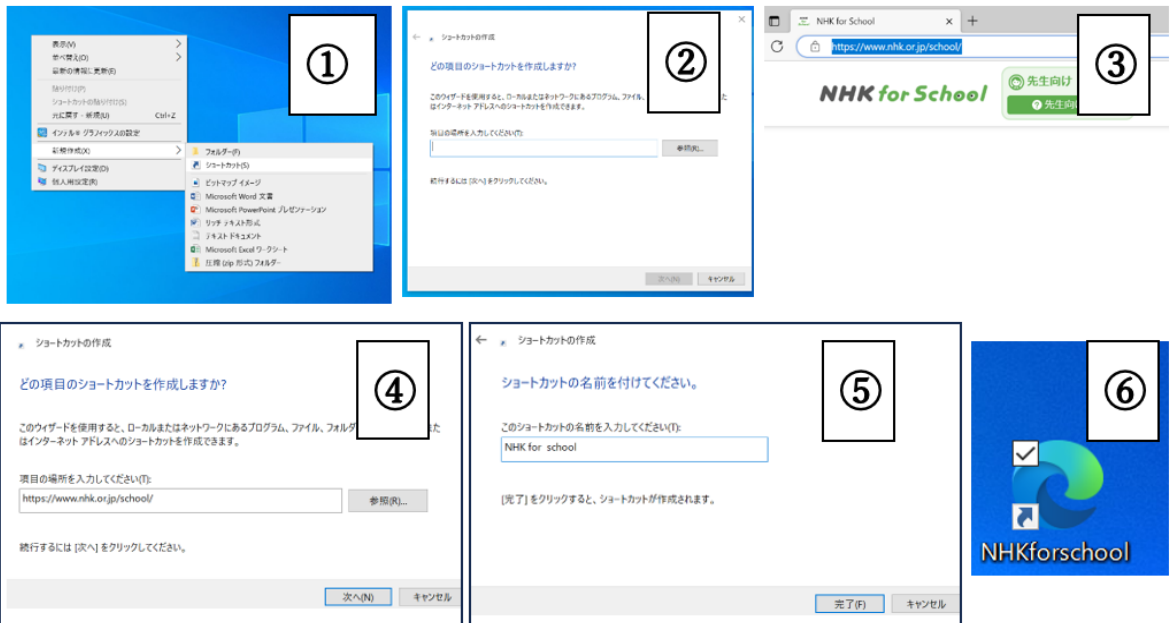 ①
表示(V)
並べ替え(O)
最新の情報に更新(E)
貼り付け(P)
ショートカットの貼り付け(S)
元に戻す - 新規(U) Ctrl+Z
インテル® グラフィックスの設定
新規作成(X)
ディスプレイ設定(D)
個人用設定(R)
フォルダー(F)
ショートカット(S)
ビットマップ イメージ
Microsoft Word 文書
Microsoft PowerPoint プレゼンテーション
リッチ テキスト形式
テキスト ドキュメント
Microsoft Excel ワークシート
圧縮 (zip 形式) フォルダー
②
ショートカットの作成
どの項目のショートカットを作成しますか?
このウィザードを使用すると、ローカルまたはネットワークにあるプログラム、ファイル、
はインターネット アドレスへのショートカットを作成できます。
項目の場所を入力してください(T):
参照(R)...
続行するには [次へ] をクリックしてください。
次へ(N) キャンセル
③
NHK for School
https://www.nhk.or.jp/school/
NHK for School
先生向け
先生向
④
ショートカットの作成
どの項目のショートカットを作成しますか?
このウィザードを使用すると、ローカルまたはネットワークにあるプログラム、ファイル、フォルダ
た
はインターネット アドレスへのショートカットを作成できます。
項目の場所を入力してください(T):
https://www.nhk.or.jp/school/
参照(R)...
続行するには [次へ] をクリックしてください。
次へ(N) キャンセル
⑤
ショートカットの作成
ショートカットの名前を付けてください。
このショートカットの名前を入力してください(T):
NHK for school
[完了] をクリックすると、ショートカットが作成されます。
完了(F) キャンセル
⑥
NHKforschool